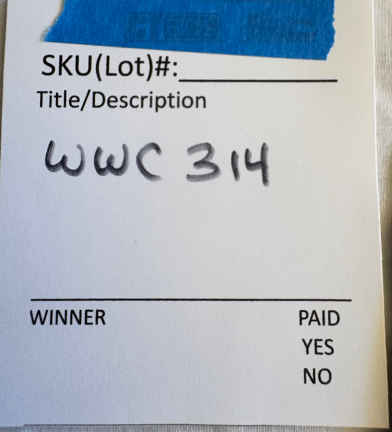 SKU(Lot)#:
Title/Description
WWC 314
WINNER PAID
YES
NO